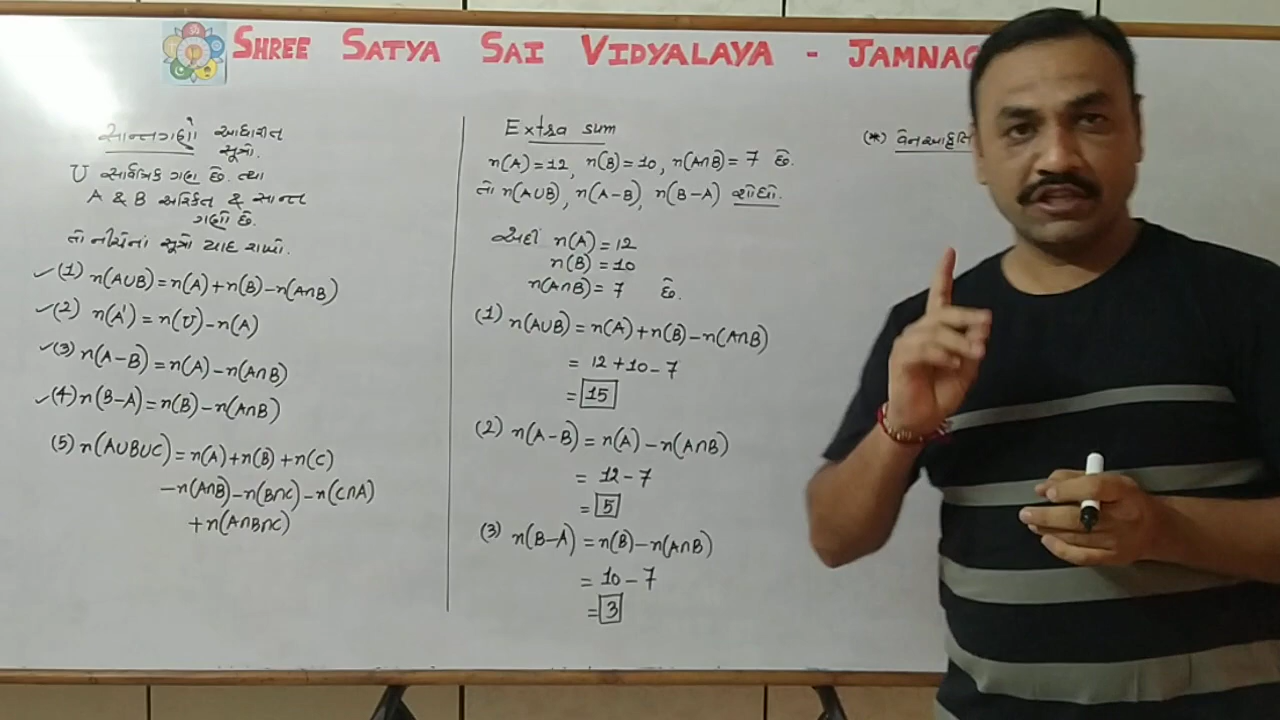 SHREE SATYA SAI VIDYALAYA - JAMNAG
સાન્તગણો આધારીત
સૂત્રો.
U સાર્વત્રિક ગણ છે. ત્થા
A & B અરિક્ત & સાન્ત
ગણો છે.
તો નીચેનાં સૂત્રો યાદ રાખો.
(1) n(A∪B) = n(A) + n(B) - n(A∩B)
(2) n(A') = n(U) - n(A)
(3) n(A-B) = n(A) - n(A∩B)
(4) n(B-A) = n(B) - n(A∩B)
(5) n(A∪B∪C) = n(A) + n(B) + n(C)
- n(A∩B) - n(B∩C) - n(C∩A)
+ n(A∩B∩C)
Extra sum
n(A) = 12, n(B) = 10, n(A∩B) = 7 છે.
તો n(A∪B), n(A-B), n(B-A) શોધો.
અહીં n(A) = 12
n(B) = 10
n(A∩B) = 7 છે.
(1) n(A∪B) = n(A) + n(B) - n(A∩B)
= 12 + 10 - 7
= 15
(2) n(A-B) = n(A) - n(A∩B)
= 12 - 7
= 5
(3) n(B-A) = n(B) - n(A∩B)
= 10 - 7
= 3
(*) વેનઆકૃતિ